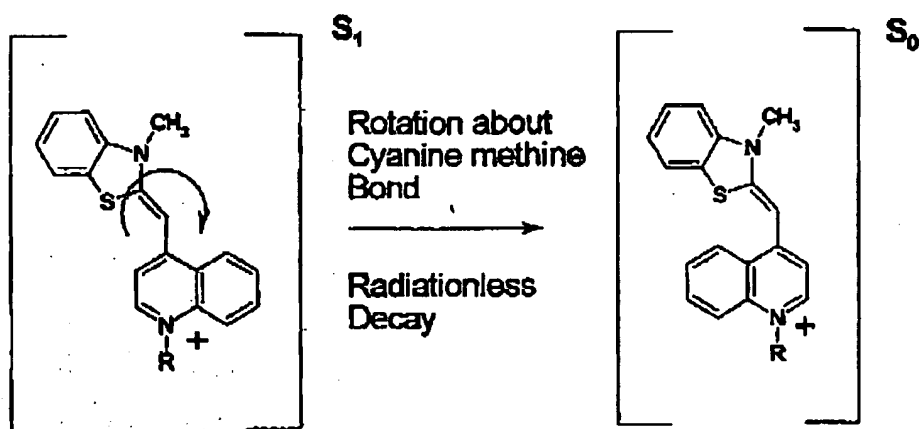 S₁
S₀
CH₃
N
S
N
+
R
Rotation about
Cyanine methine
Bond
Radiationless
Decay
CH₃
N
S
N
+
R